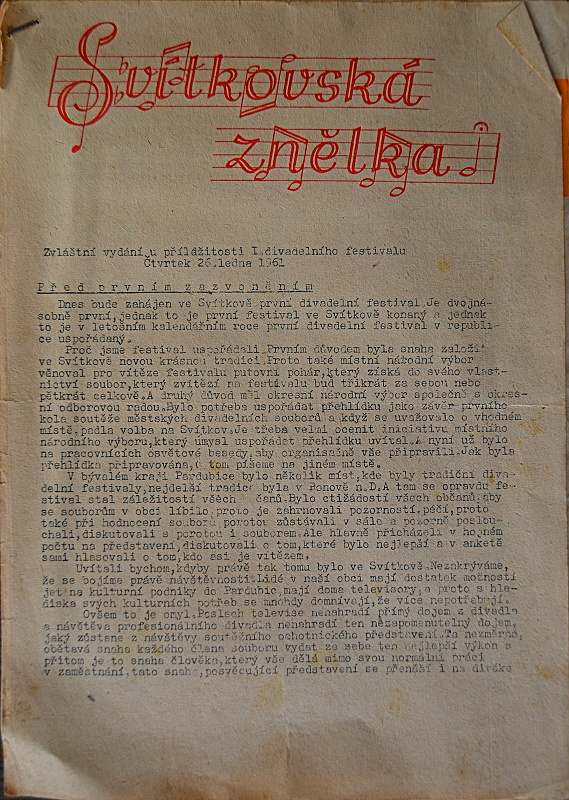 Svítkovská
znělka
Zvláštní vydání u příležitosti I.divadelního festivalu
Čtvrtek 26.ledna 1961
Před prvním zazvoněním
Dnes bude zahájen ve Svítkově první divadelní festival.Je dvojná-
sobně první,jednak to je první festival ve Svítkově konaný a jednak
to je v letošním kalendářním roce první divadelní festival v republi-
ce uspořádaný.
Proč jsme festival uspořádali.Prvním důvodem byla snaha založit
ve Svítkově novou krásnou tradici.Proto také místní národní výbor
věnoval pro vítěze festivalu putovní pohár,který získá do svého vlast-
nictví soubor,který zvítězí na festivalu buď třikrát za sebou nebo
pětkrát celkově.A druhý důvod měl okresní národní výbor společně s okres-
ní odborovou radou.Bylo potřeba uspořádat přehlídku jako závěr prvního
kola soutěže městských divadelních souborů a když se uvažovalo o vhodném
místě,padla volba na Svítkov.Je třeba velmi ocenit iniciativu místního
národního výboru,který úmysl uspořádat přehlídku uvítal.A nyní už bylo
na pracovnících osvětové besedy,aby organisačně vše připravili.Jak byla
přehlídka připravována,o tom píšeme na jiném místě.
V bývalém kraji Pardubice bylo několik míst,kde byly tradiční diva-
delní festivaly,nejdelší tradice byla v Ronově n.D.A tam se opravdu fe-
stival stal záležitostí všech čanů.Bylo ctižádostí všech občanů,aby
se souborům v obci líbilo,proto je zahrnovali pozorností,péčí,proto
také při hodnocení souborů porotou zůstávali v sále a pozorně poslou-
chali,diskutovali s porotou i souborem.Ale hlavně přicházeli v hojném
počtu na představení,diskutovali o tom,které bylo nejlepší a v anketě
sami hlasovali o tom,kdo asi je vítězem.
Uvítali bychom,kdyby právě tak tomu bylo ve Svítkově.Nezakrýváme,
že se bojíme právě návštěvnosti.Lidé v naší obci mají dostatek možností
jet na kulturní podniky do Pardubic,mají doma televisory,a proto s hle-
diska svých kulturních potřeb se mnohdy domnívají,že více nepotřebují.
Ovšem to je omyl.Poslech televise nenahradí přímý dojem z divadla
a návštěva profesionálního divadla nenahradí ten nezapomenutelný dojem,
jaký zůstane z návštěvy soutěžního ochotnického představení.Ta nezměrná,
obětavá snaha každého člena souboru vydat ze sebe ten nejlepší výkon a
přitom je to snaha člověka,který vše dělá mimo svou normální práci
v zaměstnání,tato snaha,posvěcující představení se přenáší i na diváke